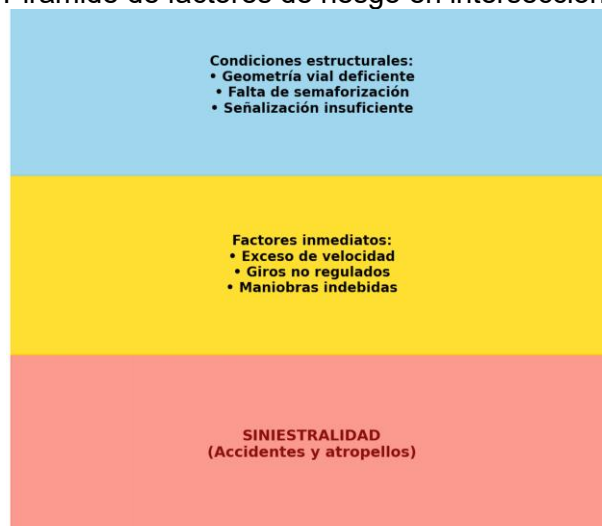 Pirámide de factores de riesgo en interseccion
Condiciones estructurales:
• Geometría vial deficiente
• Falta de semaforización
• Señalización insuficiente
Factores inmediatos:
• Exceso de velocidad
• Giros no regulados
• Maniobras indebidas
SINIESTRALIDAD
(Accidentes y atropellos)